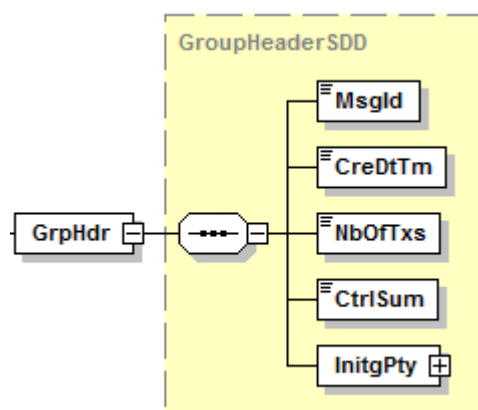 GroupHeaderSDD
MsgId
CreDtTm
GrpHdr
NbOfTxs
CtrlSum
InitgPty